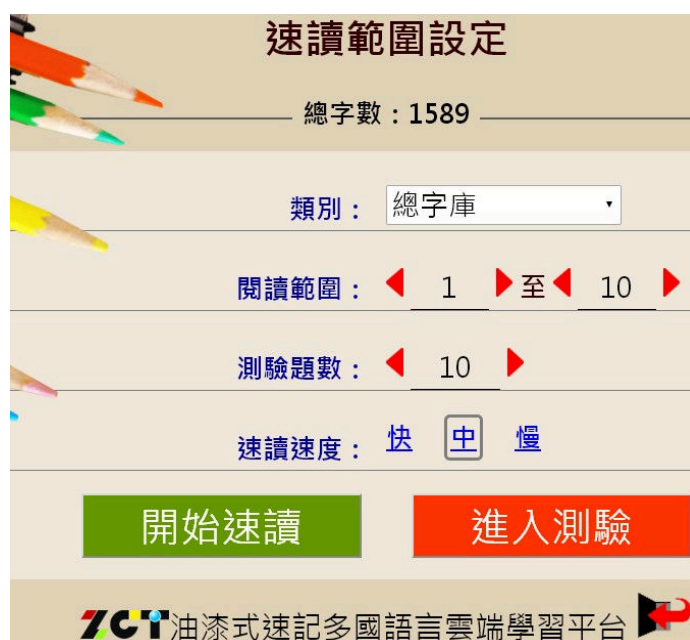 速讀範圍設定
總字數：1589
類別： 總字庫
閱讀範圍： 1 至 10
測驗題數： 10
速讀速度： 快 中 慢
開始速讀 進入測驗
ZCT油漆式速記多國語言雲端學習平台